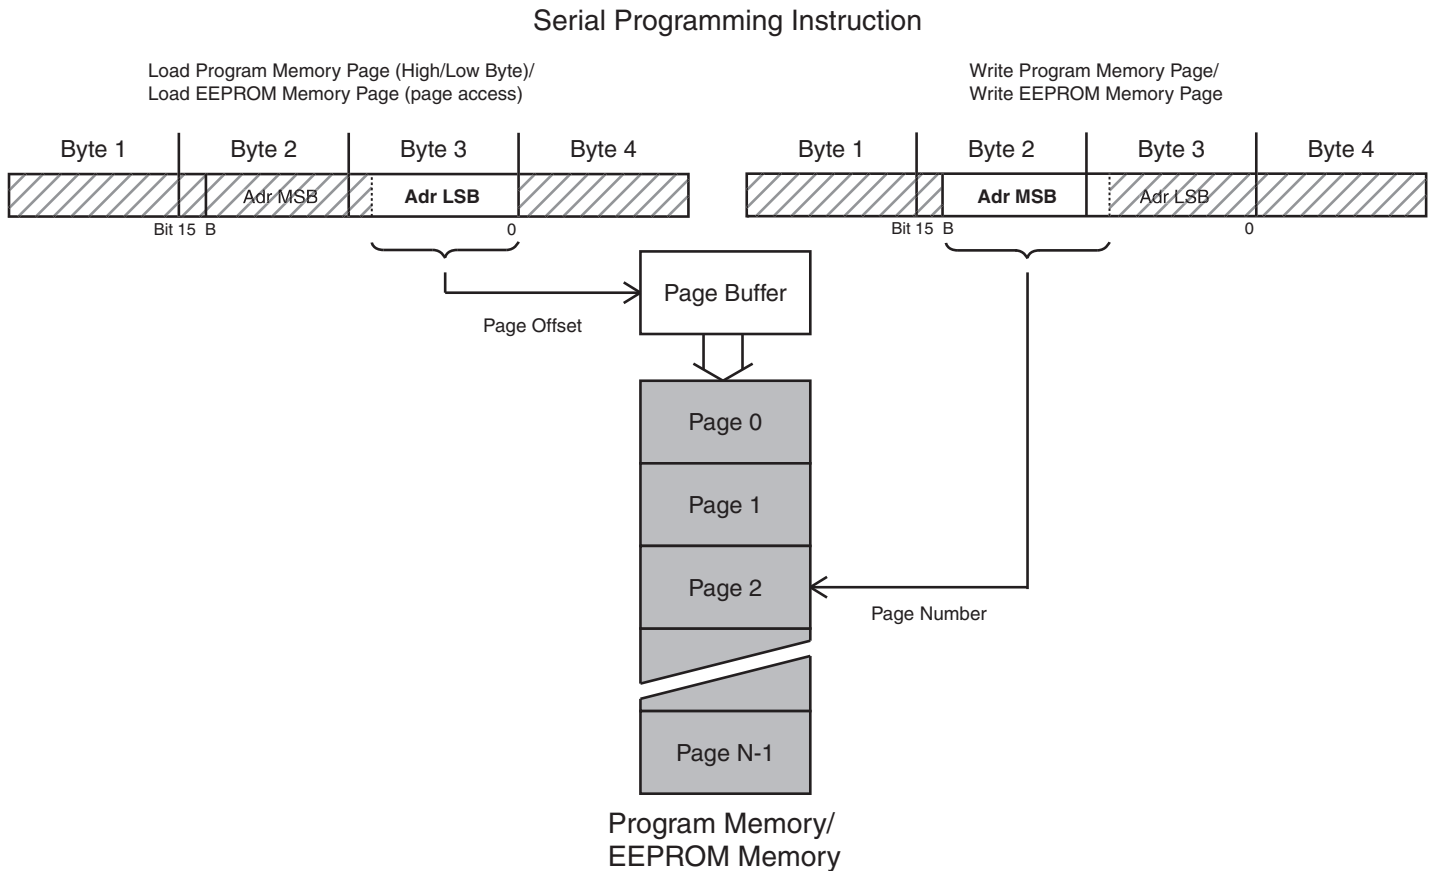 Serial Programming Instruction
Load Program Memory Page (High/Low Byte)/
Load EEPROM Memory Page (page access)
Write Program Memory Page/
Write EEPROM Memory Page
Byte 1 Byte 2 Byte 3 Byte 4
Adr MSB Adr LSB
Bit 15 B 0
Byte 1 Byte 2 Byte 3 Byte 4
Adr MSB Adr LSB
Bit 15 B 0
Page Buffer
Page Offset
Page 0
Page 1
Page 2
Page Number
Page N-1
Program Memory/
EEPROM Memory